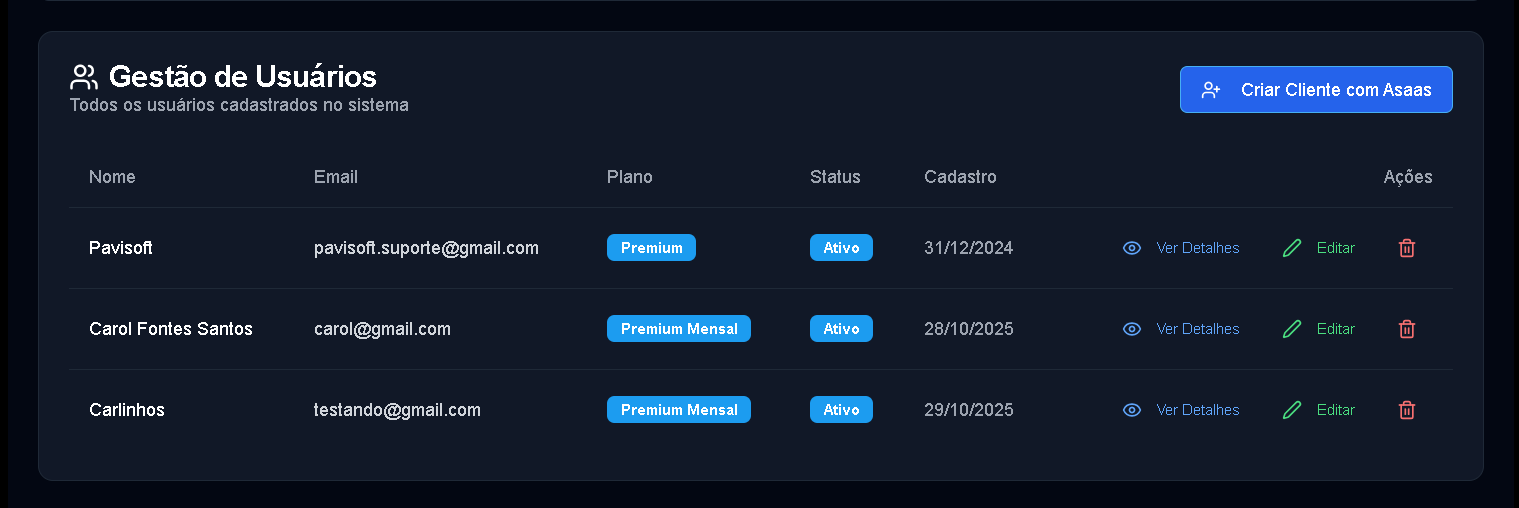 Gestão de Usuários
Todos os usuários cadastrados no sistema
Criar Cliente com Asaas
Nome Email Plano Status Cadastro Ações
Pavisoft pavisoft.suporte@gmail.com Premium Ativo 31/12/2024 Ver Detalhes Editar
Carol Fontes Santos carol@gmail.com Premium Mensal Ativo 28/10/2025 Ver Detalhes Editar
Carlinhos testando@gmail.com Premium Mensal Ativo 29/10/2025 Ver Detalhes Editar